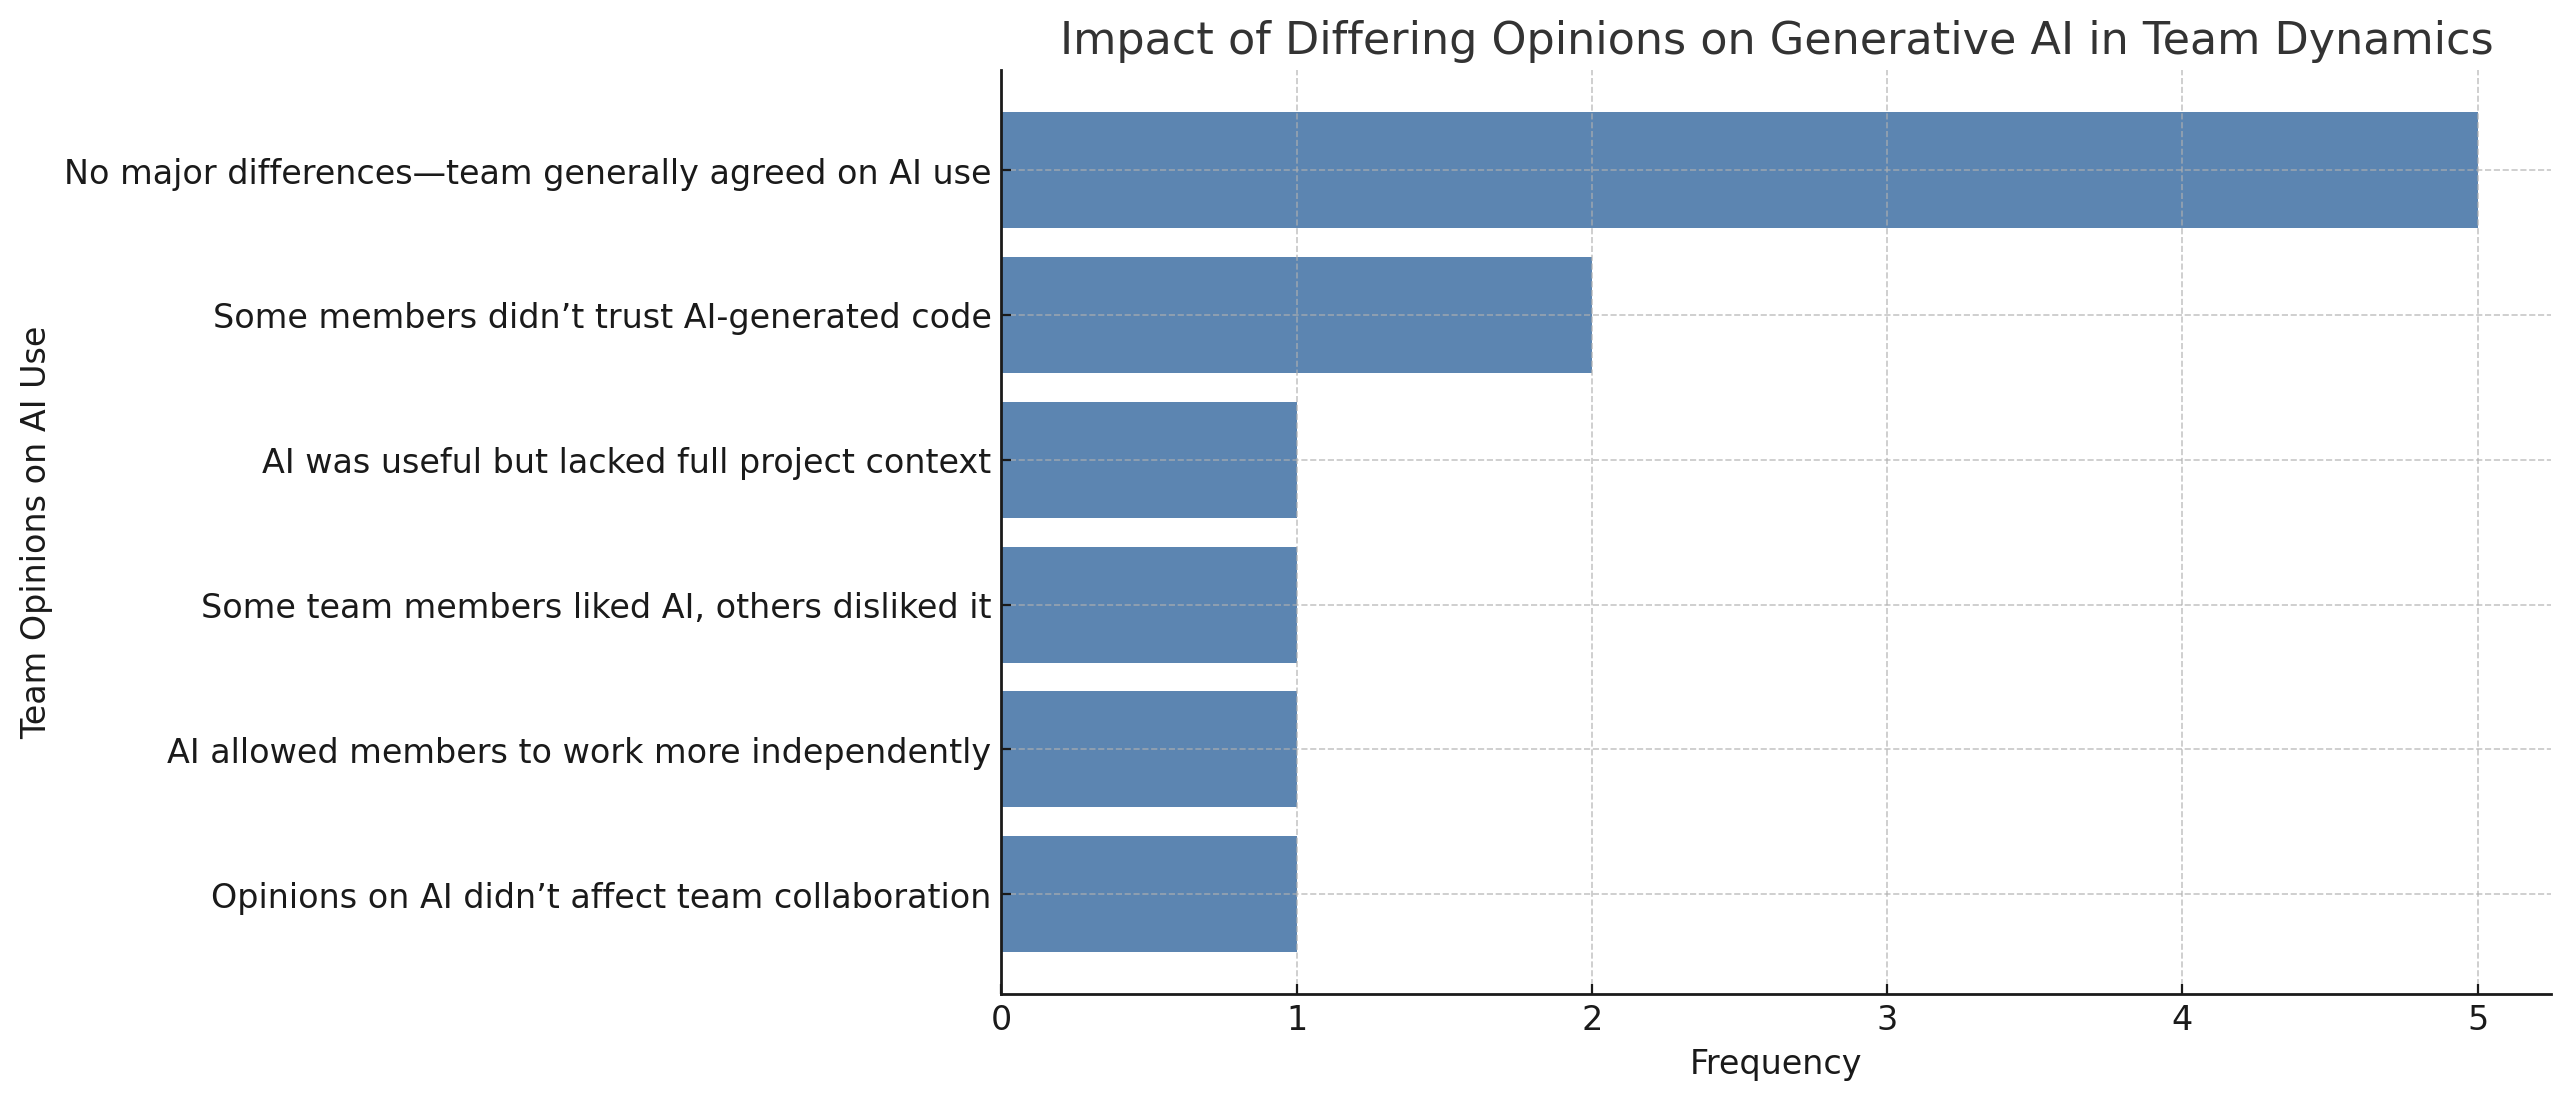 Impact of Differing Opinions on Generative AI in Team Dynamics
Team Opinions on AI Use
No major differences—team generally agreed on AI use
Some members didn’t trust AI-generated code
AI was useful but lacked full project context
Some team members liked AI, others disliked it
AI allowed members to work more independently
Opinions on AI didn’t affect team collaboration
0 1 2 3 4 5
Frequency